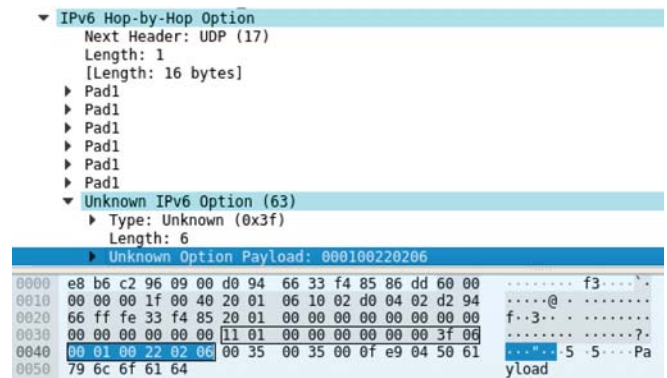 IPv6 Hop-by-Hop Option
Next Header: UDP (17)
Length: 1
[Length: 16 bytes]
Pad1
Pad1
Pad1
Pad1
Pad1
Pad1
Unknown IPv6 Option (63)
Type: Unknown (0x3f)
Length: 6
Unknown Option Payload: 000100220206
0000 e8 b6 c2 96 09 00 d0 94 66 33 f4 85 86 dd 60 00 ········ f3····`·
0010 00 00 00 1f 00 40 20 01 06 10 02 d0 04 02 d2 94 ·····@ · ········
0020 66 ff fe 33 f4 85 20 01 00 00 00 00 00 00 00 00 f··3·· · ········
0030 00 00 00 00 00 00 11 01 00 00 00 00 00 00 3f 06 ········ ······?·
0040 00 01 00 22 02 06 00 35 00 35 00 0f e9 04 50 61 ···"···5 ·5····Pa
0050 79 6c 6f 61 64 yload